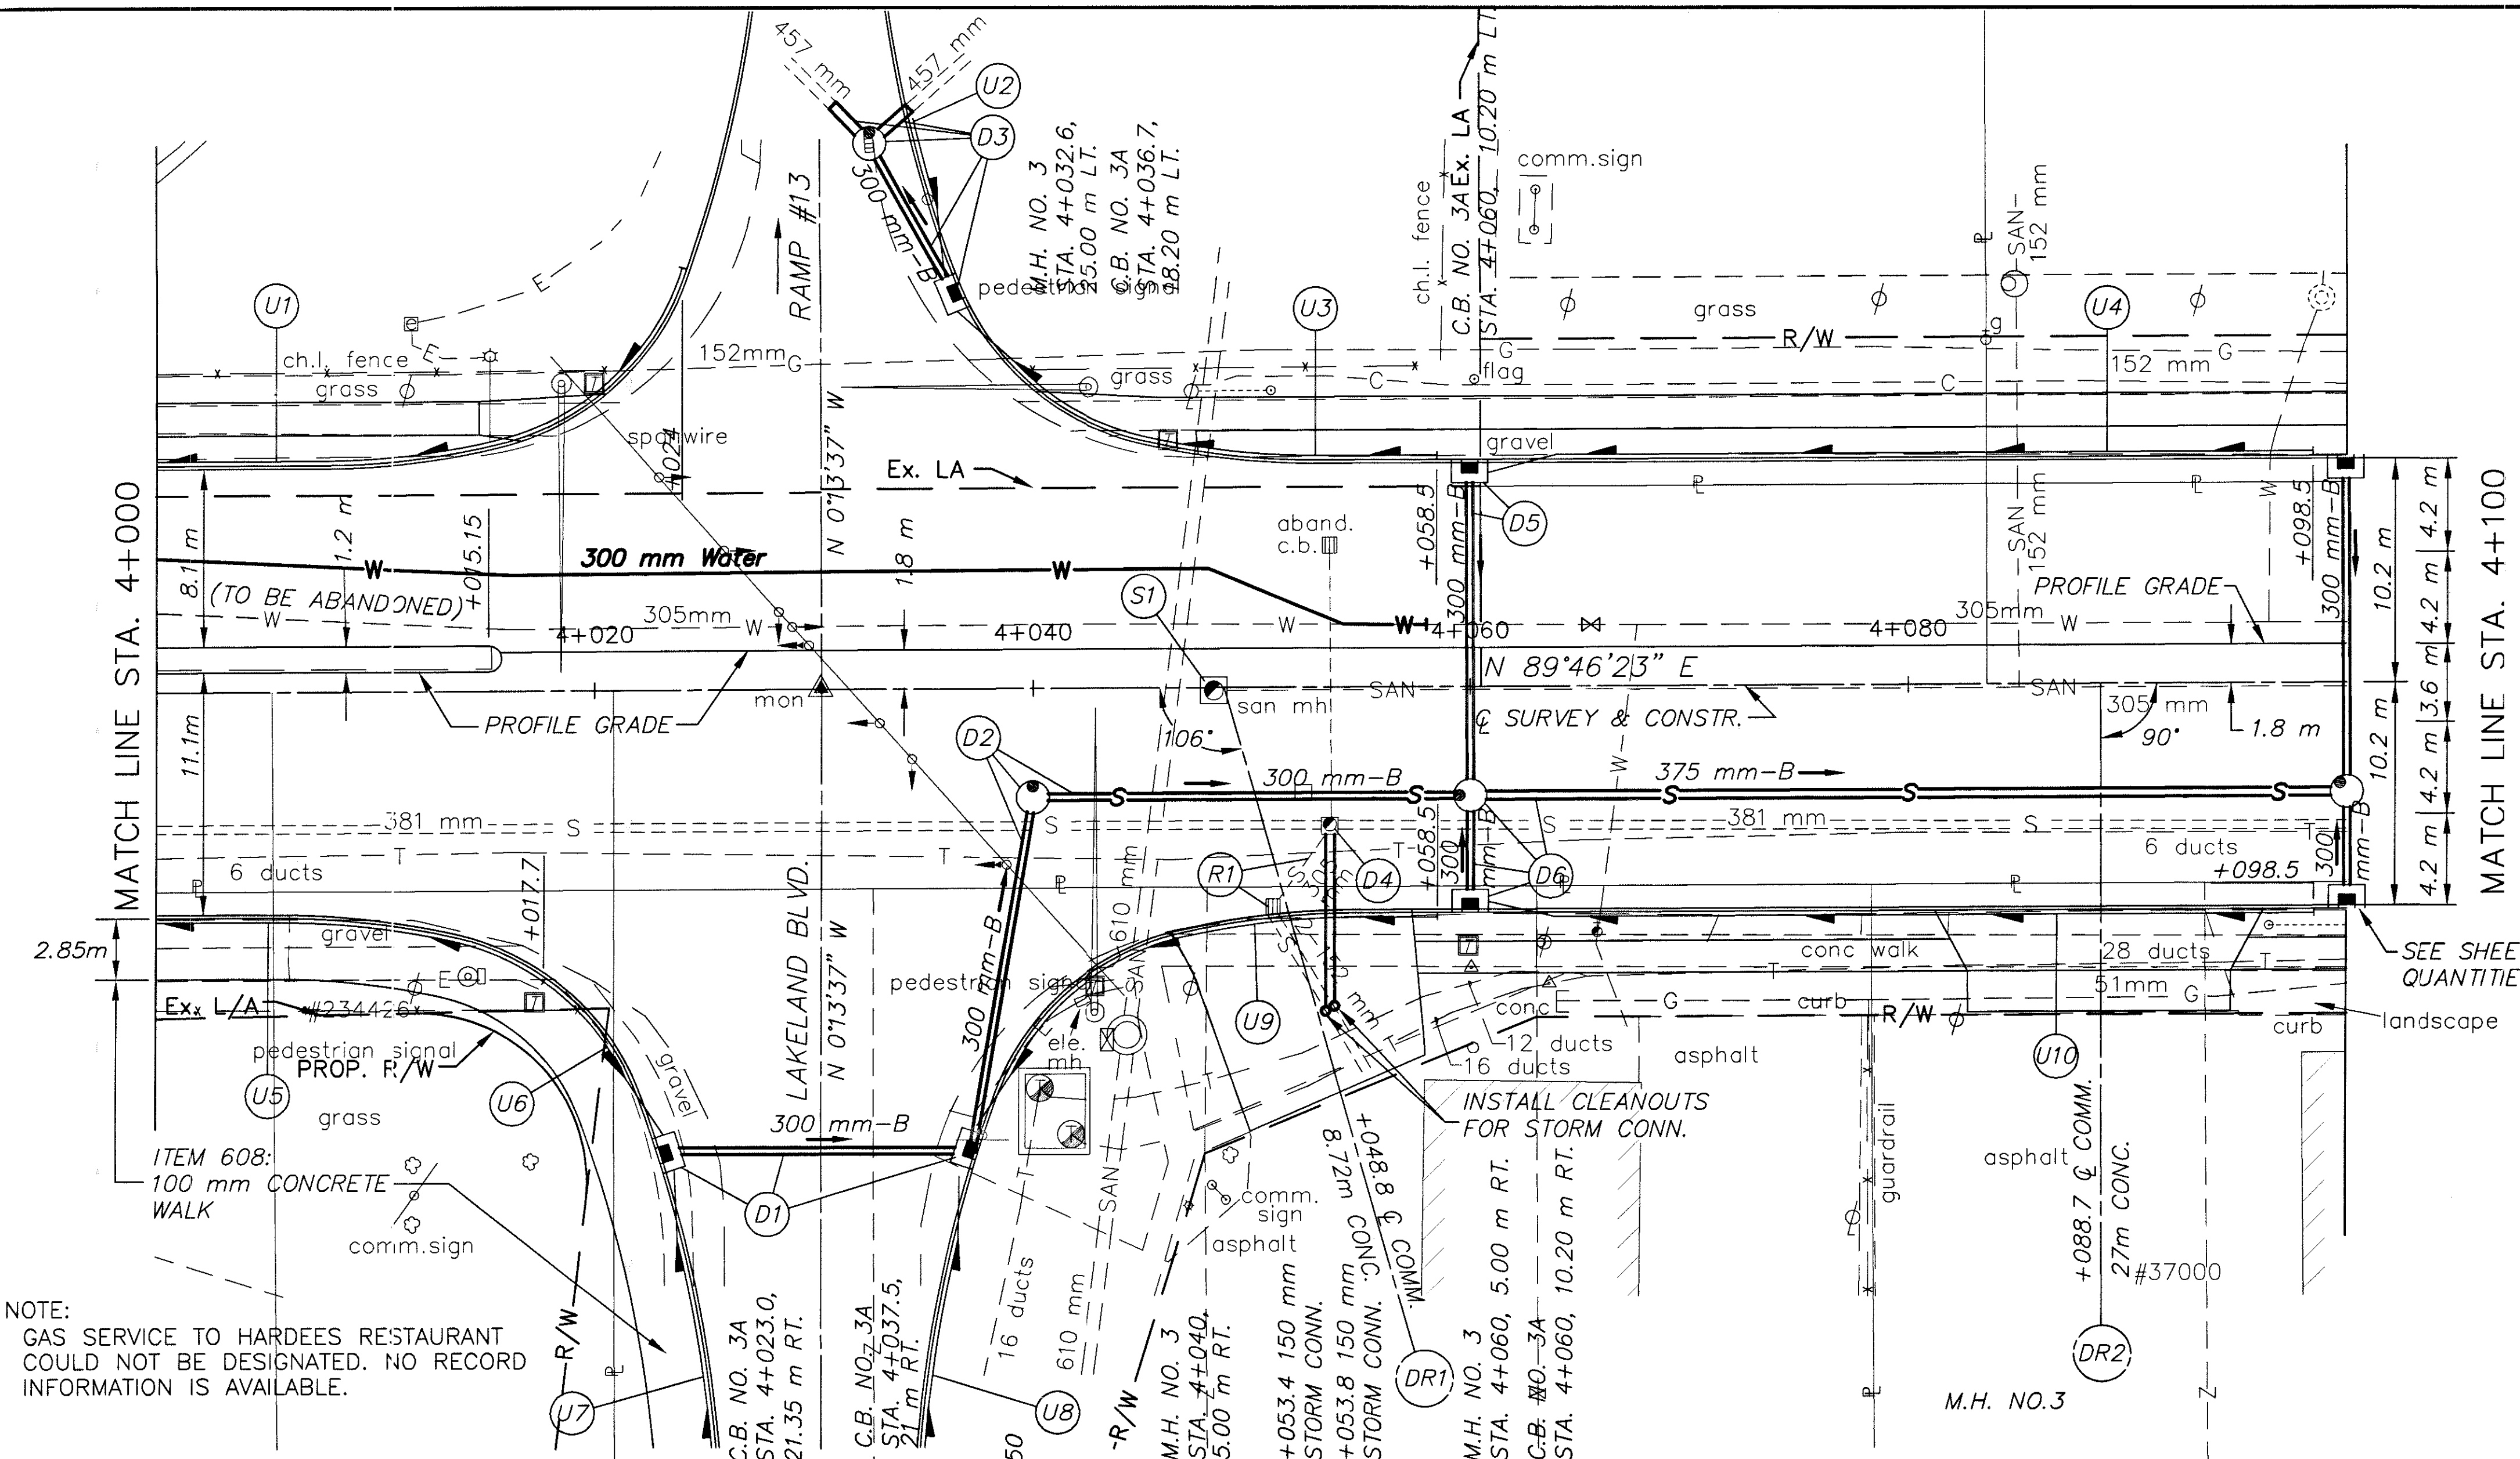 457 mm
457 mm
U2
D3
300 mm-B
M.H. NO. 3
STA. 4+032.6,
25.00 m LT.
C.B. NO. 3A
STA. 4+036.7,
18.20 m LT.
pedestrian signal
RAMP #13
C.B. NO. 3A
STA. 4+060, 10.20 m LT.
Ex. LA
ch.l. fence
comm.sign
SAN
152 mm
U1
U3
U4
E
E
e
ch.l. fence
grass
152mm
G
grass
C
flag
grass
R/W
g
G
G
152 mm
C
spanwire
+024
gravel
Ex. LA
N 0°13'37" W
MATCH LINE STA. 4+000
8.1 m
1.2 m
+015.15
300 mm Water
W
W
W
(TO BE ABANDONED)
W
305mm
W
W
1.8 m
S1
aband.
c.b.
+058.5
300 mm-B
D5
SAN
152 mm
W
+098.5
300 mm-B
10.2 m
4.2 m
4.2 m
3.6 m
4.2 m
4.2 m
10.2 m
MATCH LINE STA. 4+100
PROFILE GRADE
305mm
W
4+020
4+040
4+060
4+080
N 89°46'23" E
PROFILE GRADE
mon
SAN
san mh
℄ SURVEY & CONSTR.
SAN
305 mm
90°
1.8 m
106°
11.1m
D2
300 mm-B
375 mm-B
S
S
S
S
S
381 mm
S
S
S
381 mm
S
T
T
T
T
6 ducts
6 ducts
+017.7
R1
D4
+058.5
300
mm-B
D6
+098.5
300
mm-B
2.85m
gravel
E
Ex. L/A
#234426
pedestrian signal
PROP. R/W
U5
grass
U6
gravel
LAKELAND BLVD.
N 0°13'37" W
300 mm-B
pedestrian signal
610 mm
SAN
ele.
mh
U9
conc
conc walk
28 ducts
T
T
51mm
G
G
curb
R/W
curb
landscape
SEE SHEE
QUANTITIE
12 ducts
16 ducts
asphalt
U10
INSTALL CLEANOUTS
FOR STORM CONN.
300 mm-B
D1
ITEM 608:
100 mm CONCRETE
WALK
comm.sign
comm.
sign
asphalt
guardrail
asphalt
+048.8 ℄ COMM.
8.72m CONC.
+088.7 ℄ COMM.
27m CONC.
#37000
NOTE:
GAS SERVICE TO HARDEES RESTAURANT
COULD NOT BE DESIGNATED. NO RECORD
INFORMATION IS AVAILABLE.
R/W
U7
C.B. NO. 3A
STA. 4+023.0,
21.35 m RT.
C.B. NO. 3A
STA. 4+037.5,
21 m RT.
U8
16 ducts
610 mm
SAN
50
R/W
M.H. NO. 3
STA. 4+040,
5.00 m RT.
+053.4 150 mm
STORM CONN.
+053.8 150 mm
STORM CONN.
DR1
M.H. NO. 3
STA. 4+060, 5.00 m RT.
C.B. NO. 3A
STA. 4+060, 10.20 m RT.
DR2
M.H. NO.3
Z